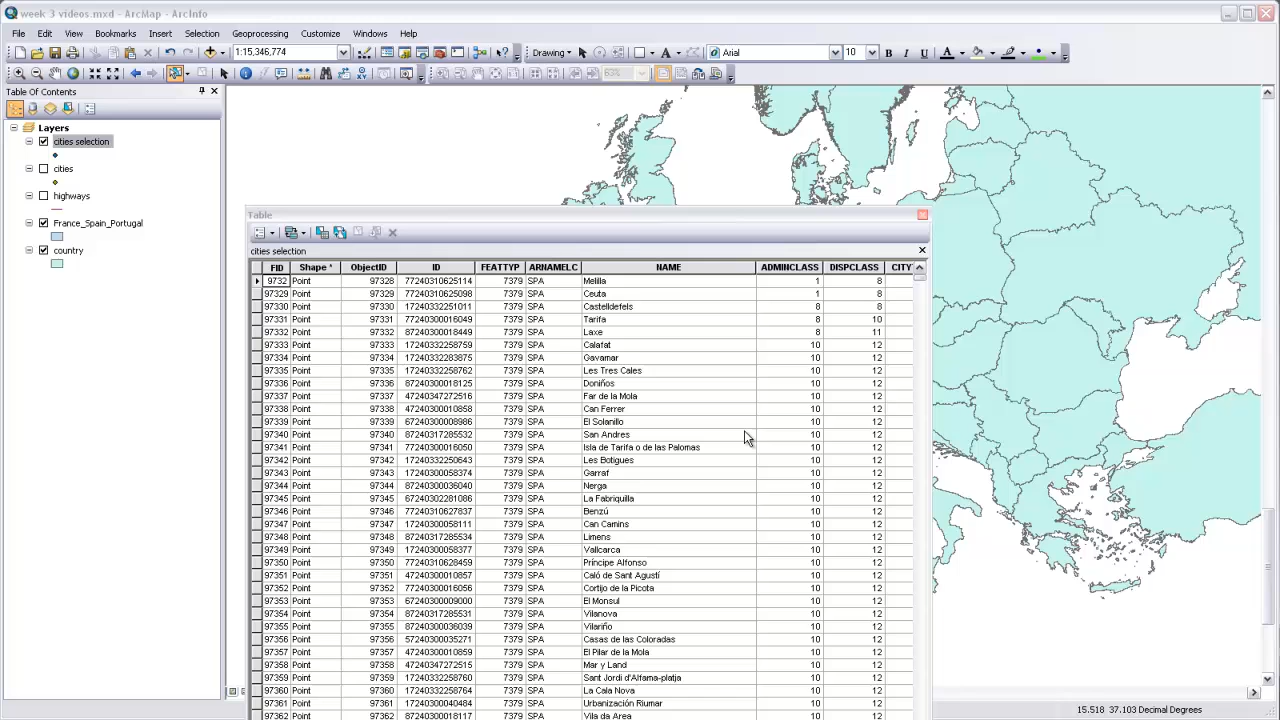 week 3 videos.mxd - ArcMap - ArcInfo
File Edit View Bookmarks Insert Selection Geoprocessing Customize Windows Help
1:15,346,774 Drawing Arial 10 B I U A
63%
Table Of Contents
Layers
cities selection
cities
highways
France_Spain_Portugal
country
Table
cities selection
FID Shape * ObjectID ID FEATTYP ARNAMELC NAME ADMINCLASS DISPCLASS CITY
9732 Point 97328 77240310625114 7379 SPA Melilla 1 8
97329 Point 97329 77240310625098 7379 SPA Ceuta 1 8
97330 Point 97330 17240332251011 7379 SPA Castelldefels 8 8
97331 Point 97331 77240300016049 7379 SPA Tarifa 8 10
97332 Point 97332 87240300018449 7379 SPA Laxe 8 11
97333 Point 97333 17240332258759 7379 SPA Calafat 10 12
97334 Point 97334 17240332283875 7379 SPA Gavamar 10 12
97335 Point 97335 17240332258762 7379 SPA Les Tres Cales 10 12
97336 Point 97336 87240300018125 7379 SPA Doniños 10 12
97337 Point 97337 47240347272516 7379 SPA Far de la Mola 10 12
97338 Point 97338 47240300010858 7379 SPA Can Ferrer 10 12
97339 Point 97339 67240300008986 7379 SPA El Solanillo 10 12
97340 Point 97340 87240317285532 7379 SPA San Andres 10 12
97341 Point 97341 77240300016050 7379 SPA Isla de Tarifa o de las Palomas 10 12
97342 Point 97342 17240332250643 7379 SPA Les Botigues 10 12
97343 Point 97343 17240300058374 7379 SPA Garraf 10 12
97344 Point 97344 87240300036040 7379 SPA Nerga 10 12
97345 Point 97345 67240302281086 7379 SPA La Fabriquilla 10 12
97346 Point 97346 77240310627837 7379 SPA Benzú 10 12
97347 Point 97347 17240300058111 7379 SPA Can Camins 10 12
97348 Point 97348 87240317285534 7379 SPA Limens 10 12
97349 Point 97349 17240300058377 7379 SPA Vallcarca 10 12
97350 Point 97350 77240310628459 7379 SPA Príncipe Alfonso 10 12
97351 Point 97351 47240300010857 7379 SPA Caló de Sant Agustí 10 12
97352 Point 97352 67240300016056 7379 SPA Cortijo de la Picota 10 12
97353 Point 97353 67240300009000 7379 SPA El Monsul 10 12
97354 Point 97354 87240317285531 7379 SPA Vilanova 10 12
97355 Point 97355 87240300036039 7379 SPA Vilariño 10 12
97356 Point 97356 57240300035271 7379 SPA Casas de las Coloradas 10 12
97357 Point 97357 47240300010859 7379 SPA El Pilar de la Mola 10 12
97358 Point 97358 47240347272515 7379 SPA Mar y Land 10 12
97359 Point 97359 17240332258760 7379 SPA Sant Jordi d'Alfama-platja 10 12
97360 Point 97360 17240332258764 7379 SPA La Cala Nova 10 12
97361 Point 97361 17240300040484 7379 SPA Urbanización Riumar 10 12
97362 Point 97362 87240300018117 7379 SPA Vila da Area 10 12
15.518 37.103 Decimal Degrees